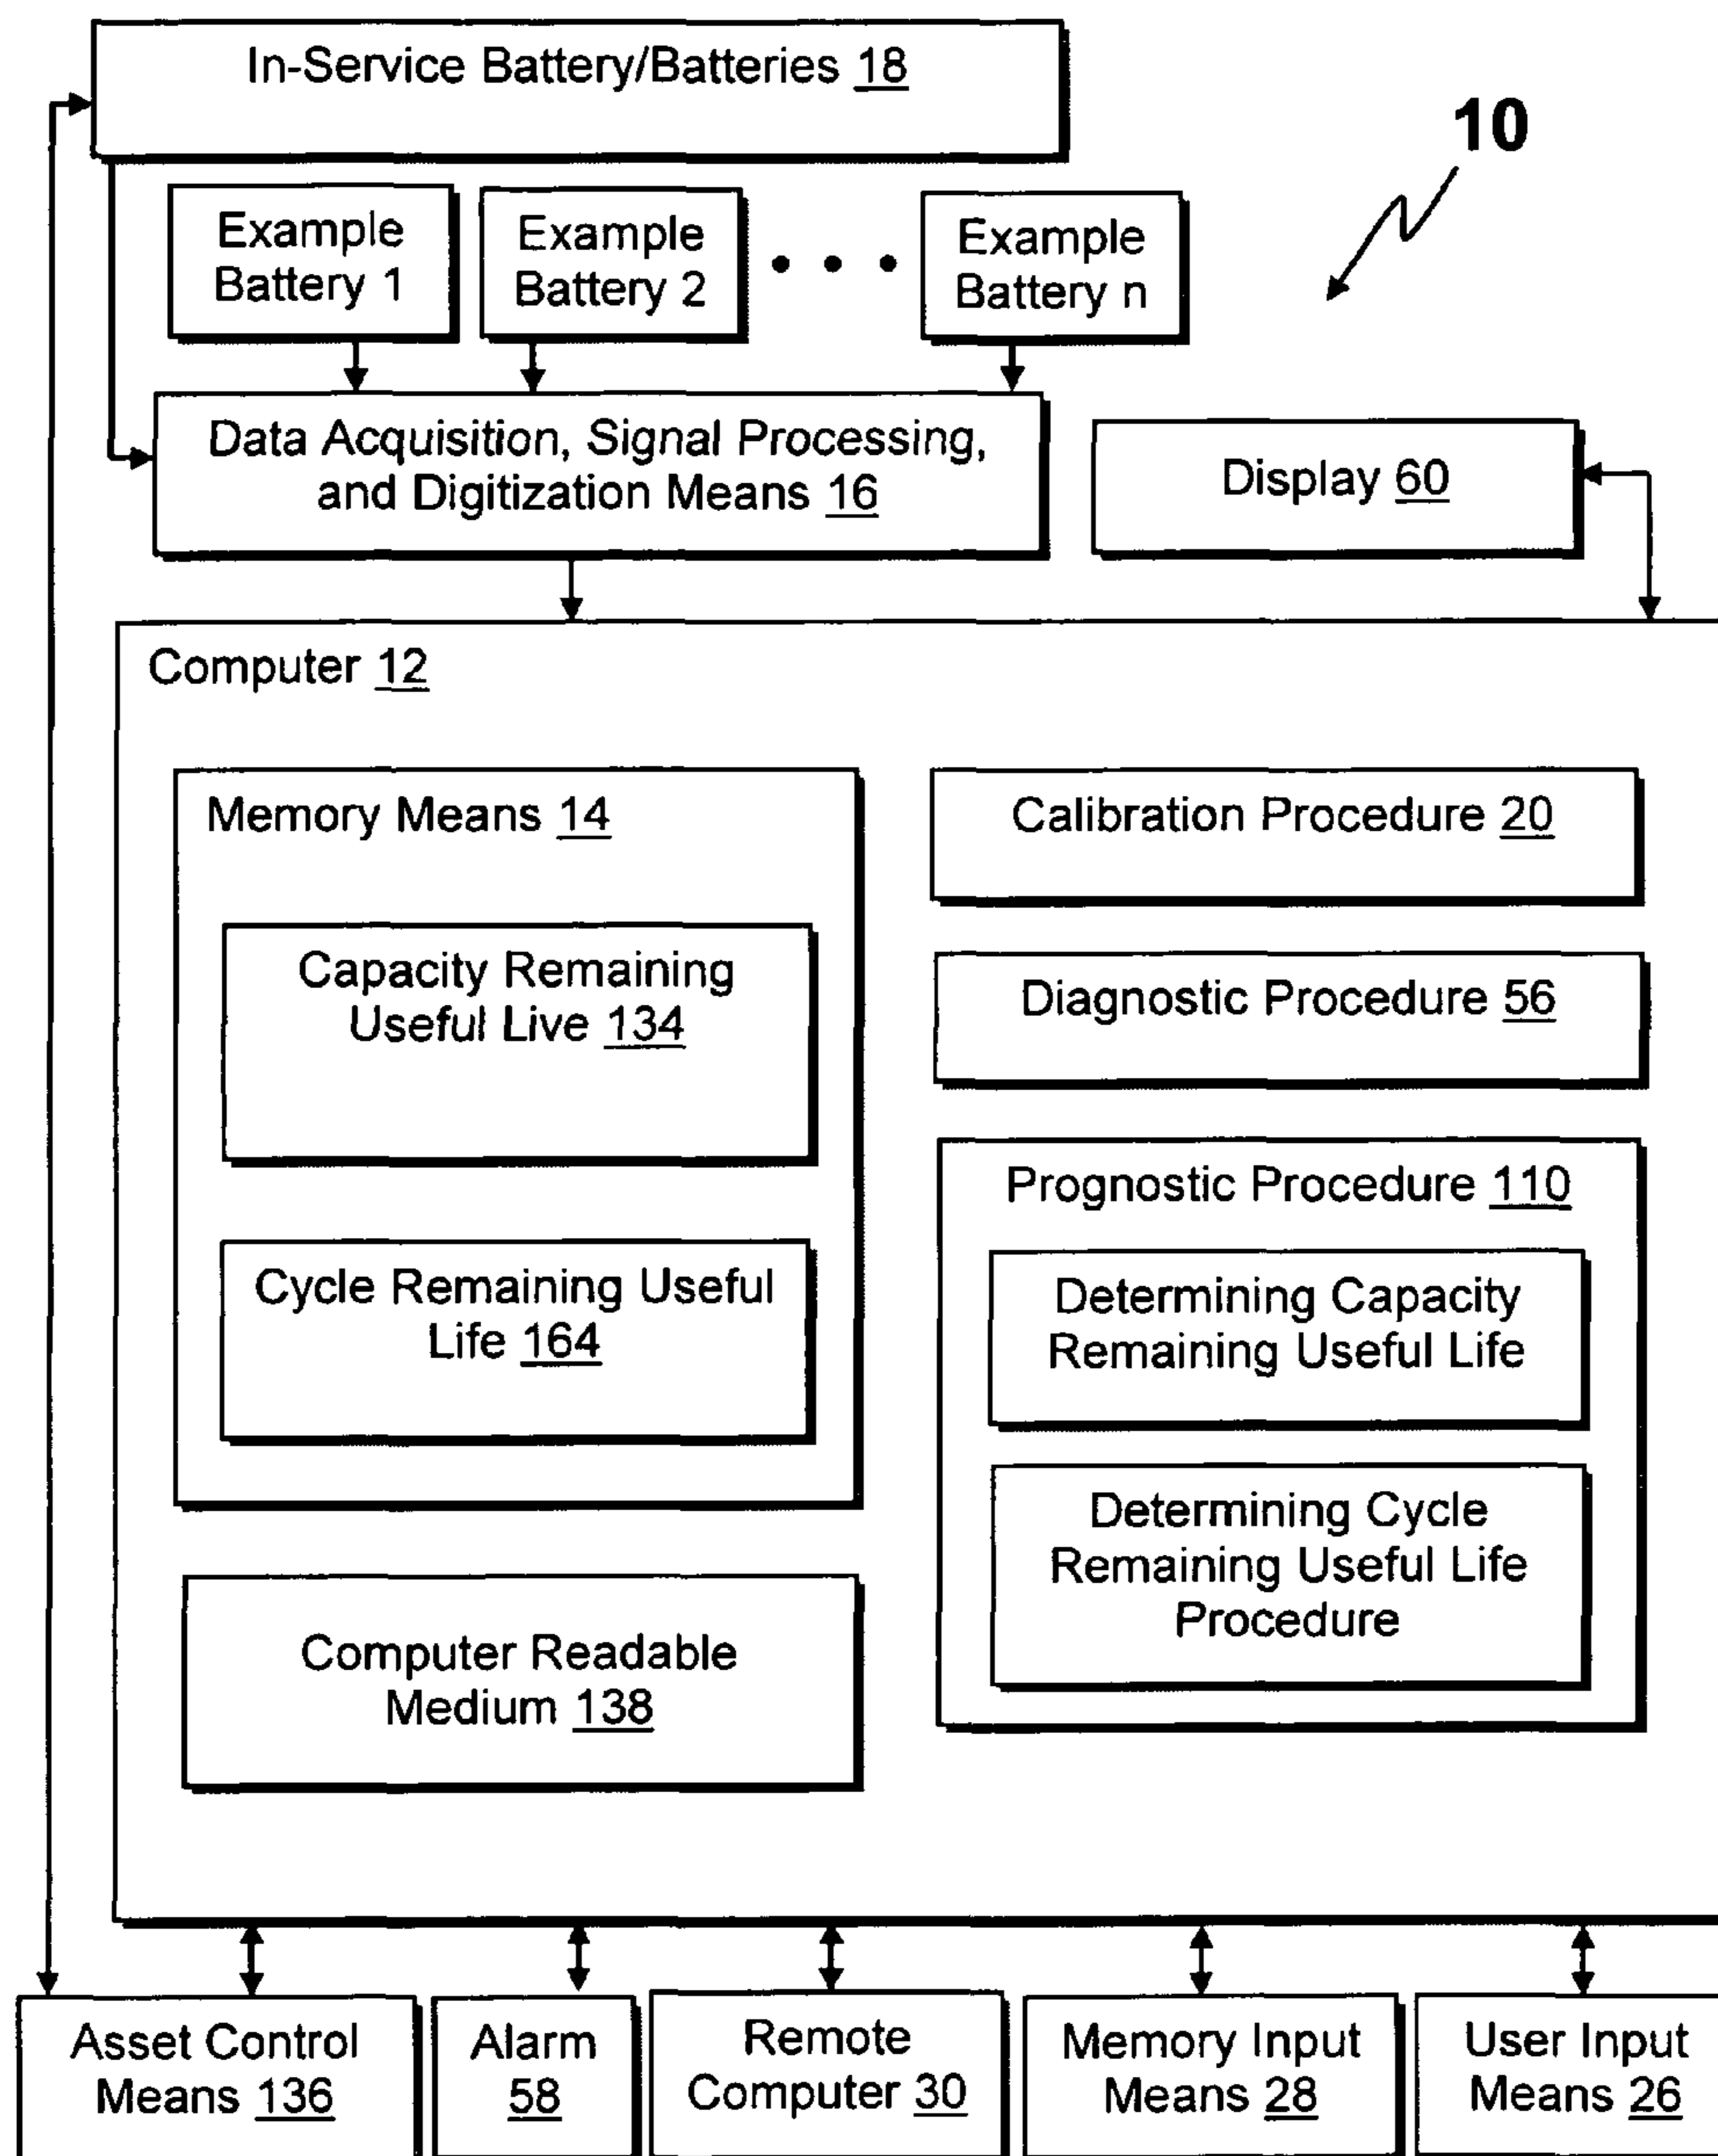 In-Service Battery/Batteries 18
10
Example
Battery 1
Example
Battery 2
• • •
Example
Battery n
Data Acquisition, Signal Processing,
and Digitization Means 16
Display 60
Computer 12
Memory Means 14
Capacity Remaining
Useful Live 134
Cycle Remaining Useful
Life 164
Computer Readable
Medium 138
Calibration Procedure 20
Diagnostic Procedure 56
Prognostic Procedure 110
Determining Capacity
Remaining Useful Life
Determining Cycle
Remaining Useful Life
Procedure
Asset Control
Means 136
Alarm
58
Remote
Computer 30
Memory Input
Means 28
User Input
Means 26